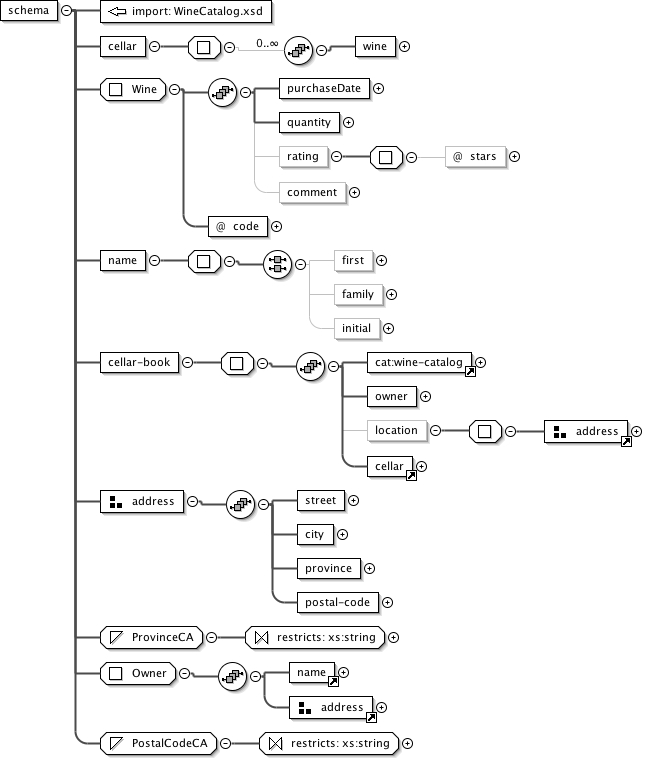 schema
import: WineCatalog.xsd
cellar
0..∞
wine
Wine
purchaseDate
quantity
rating
@ stars
comment
@ code
name
first
family
initial
cellar-book
cat:wine-catalog
owner
location
address
cellar
address
street
city
province
postal-code
ProvinceCA
restricts: xs:string
Owner
name
address
PostalCodeCA
restricts: xs:string